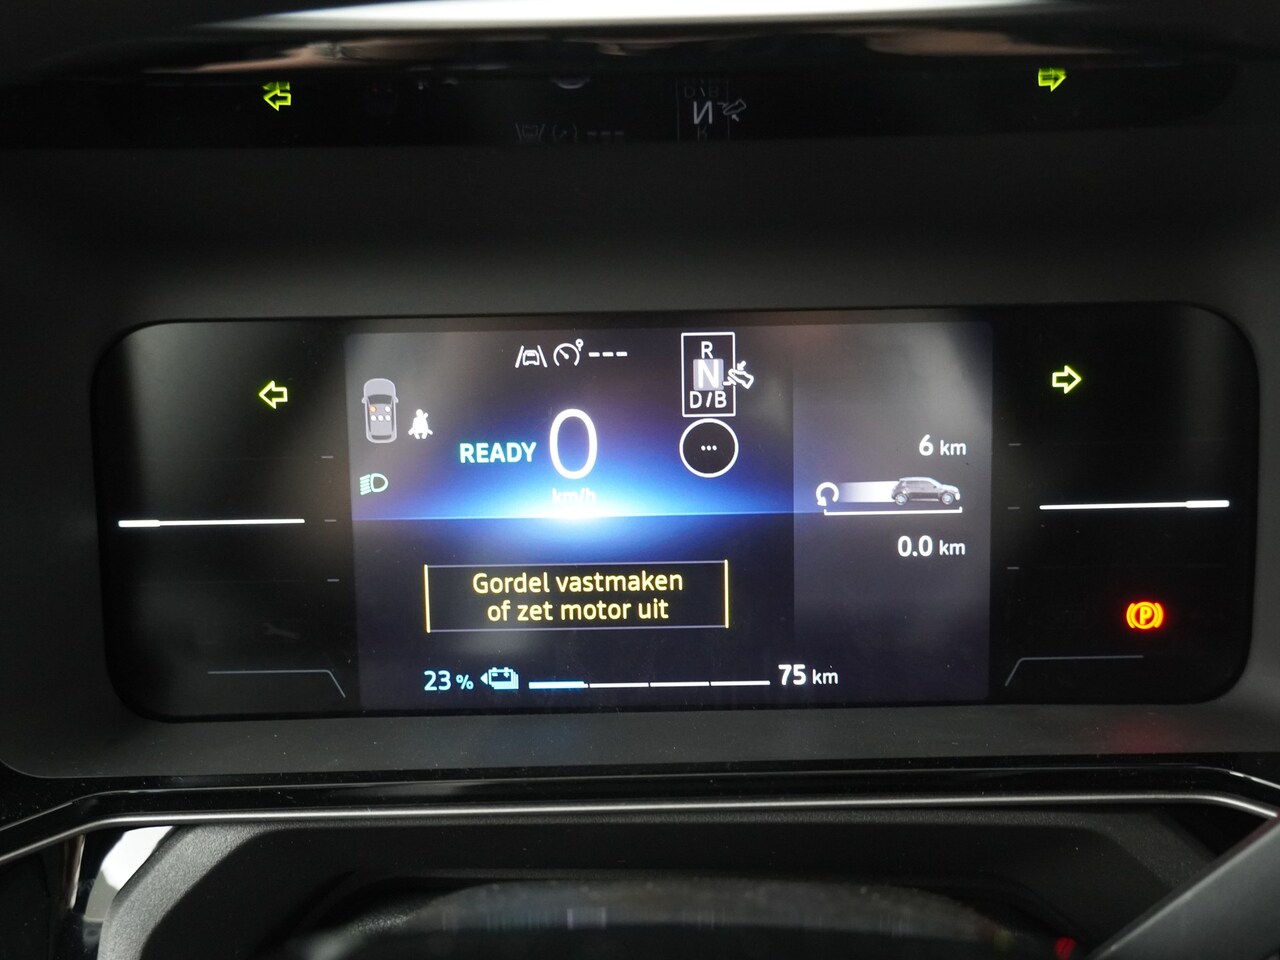 ---
R
N
D/B
READY 0
km/h
6 km
0.0 km
Gordel vastmaken
of zet motor uit
23 %
75 km
P